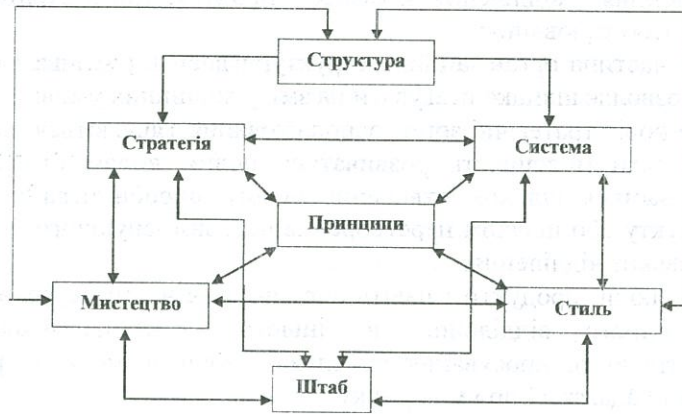 Структура
Стратегія
Система
Принципи
Мистецтво
Стиль
Штаб